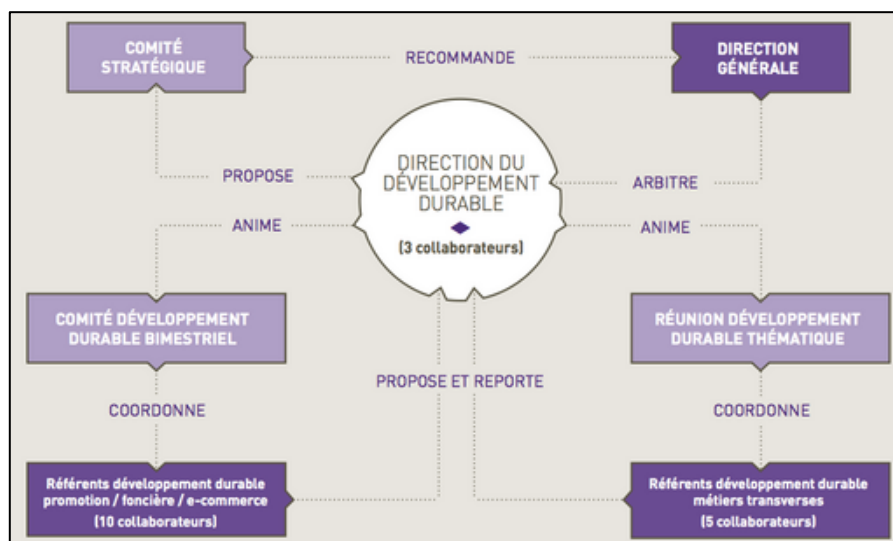 COMITÉ
STRATÉGIQUE
RECOMMANDE
DIRECTION
GÉNÉRALE
PROPOSE
DIRECTION DU
DÉVELOPPEMENT
DURABLE
(3 collaborateurs)
ARBITRE
ANIME
ANIME
COMITÉ DÉVELOPPEMENT
DURABLE BIMESTRIEL
RÉUNION DÉVELOPPEMENT
DURABLE THÉMATIQUE
PROPOSE ET REPORTE
COORDONNE
COORDONNE
Référents développement durable
promotion / foncière / e-commerce
(10 collaborateurs)
Référents développement durable
métiers transverses
(5 collaborateurs)